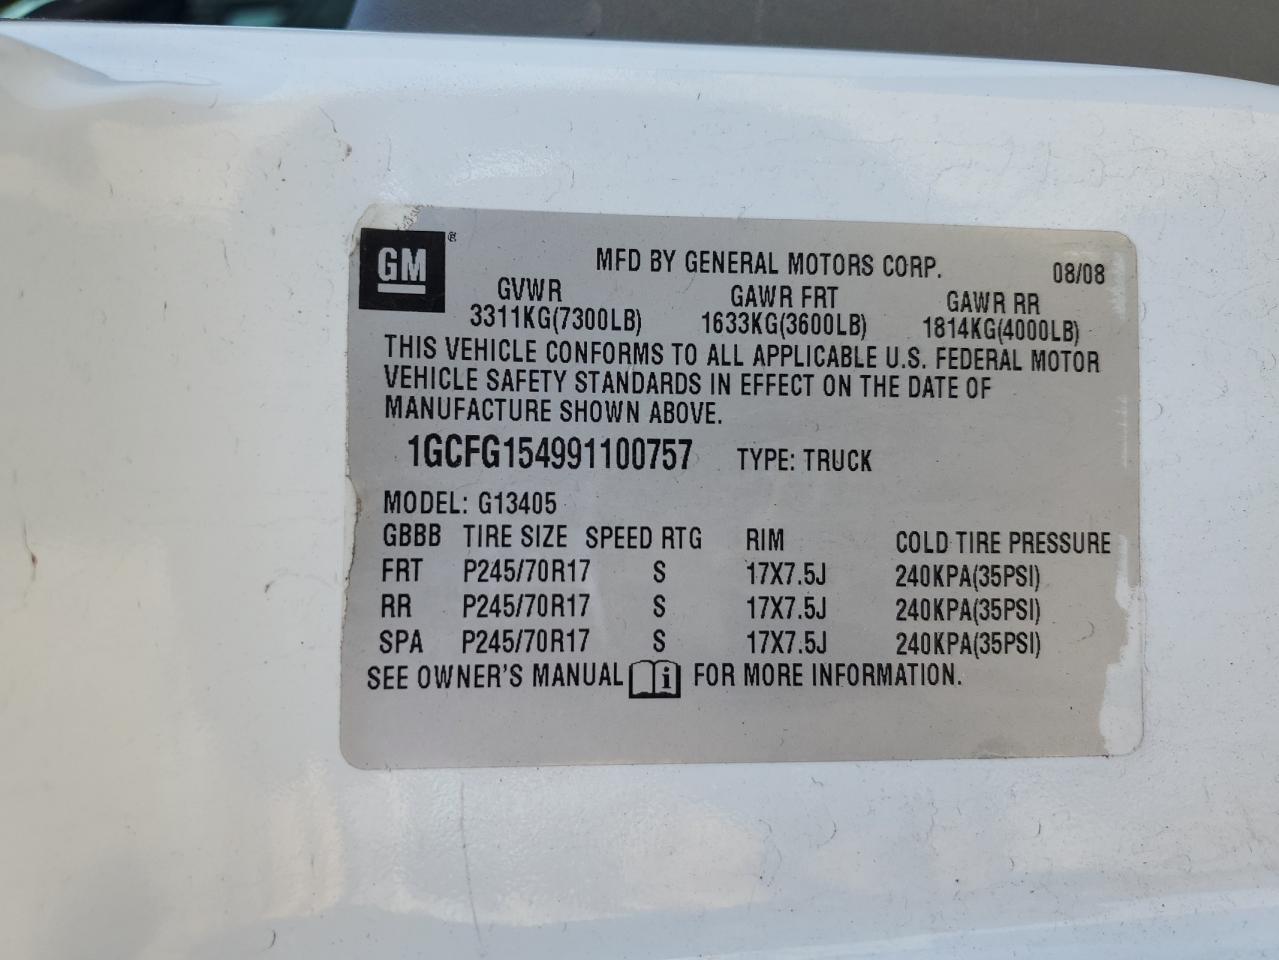 GM®
MFD BY GENERAL MOTORS CORP. 08/08
GVWR GAWR FRT GAWR RR
3311KG(7300LB) 1633KG(3600LB) 1814KG(4000LB)
THIS VEHICLE CONFORMS TO ALL APPLICABLE U.S. FEDERAL MOTOR
VEHICLE SAFETY STANDARDS IN EFFECT ON THE DATE OF
MANUFACTURE SHOWN ABOVE.
1GCFG154991100757 TYPE: TRUCK
MODEL: G13405
GBBB TIRE SIZE SPEED RTG RIM COLD TIRE PRESSURE
FRT P245/70R17 S 17X7.5J 240KPA(35PSI)
RR P245/70R17 S 17X7.5J 240KPA(35PSI)
SPA P245/70R17 S 17X7.5J 240KPA(35PSI)
SEE OWNER'S MANUAL i FOR MORE INFORMATION.